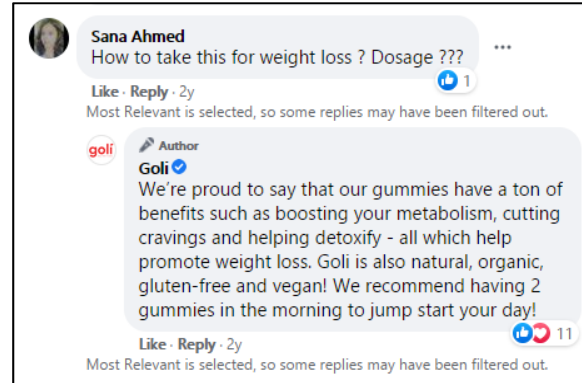 Sana Ahmed
How to take this for weight loss ? Dosage ???
1
Like · Reply · 2y
Most Relevant is selected, so some replies may have been filtered out.
goli
Author
Goli
We're proud to say that our gummies have a ton of
benefits such as boosting your metabolism, cutting
cravings and helping detoxify - all which help
promote weight loss. Goli is also natural, organic,
gluten-free and vegan! We recommend having 2
gummies in the morning to jump start your day!
11
Like · Reply · 2y
Most Relevant is selected, so some replies may have been filtered out.